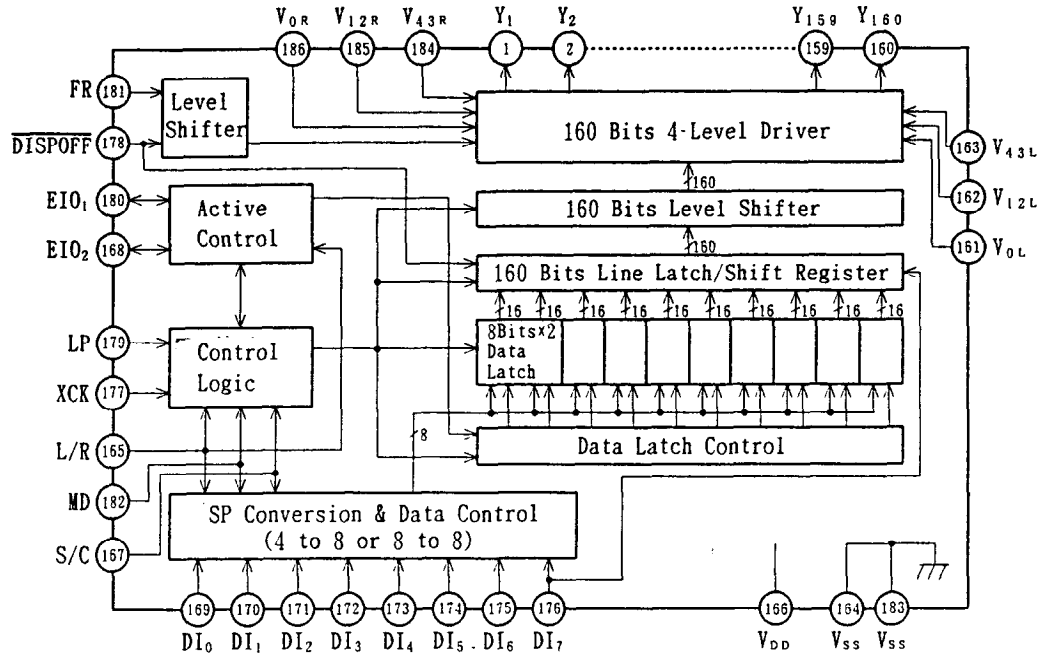 V0R V12R V43R Y1 Y2 Y159 Y160
186 185 184 1 2 159 160
FR 181
Level
Shifter
DISPOFF 178
160 Bits 4-Level Driver
163 V43L
EIO1 180
Active
Control
160
160 Bits Level Shifter
162 V12L
EIO2 168
160
161 V0L
160 Bits Line Latch/Shift Register
16 16 16 16 16 16 16 16 16 16
LP 179
Control
Logic
8Bits×2
Data
Latch
XCK 177
L/R 165
8
Data Latch Control
MD 182
SP Conversion & Data Control
(4 to 8 or 8 to 8)
S/C 167
169 170 171 172 173 174 175 176 166 164 183
DI0 DI1 DI2 DI3 DI4 DI5 DI6 DI7 VDD VSS VSS